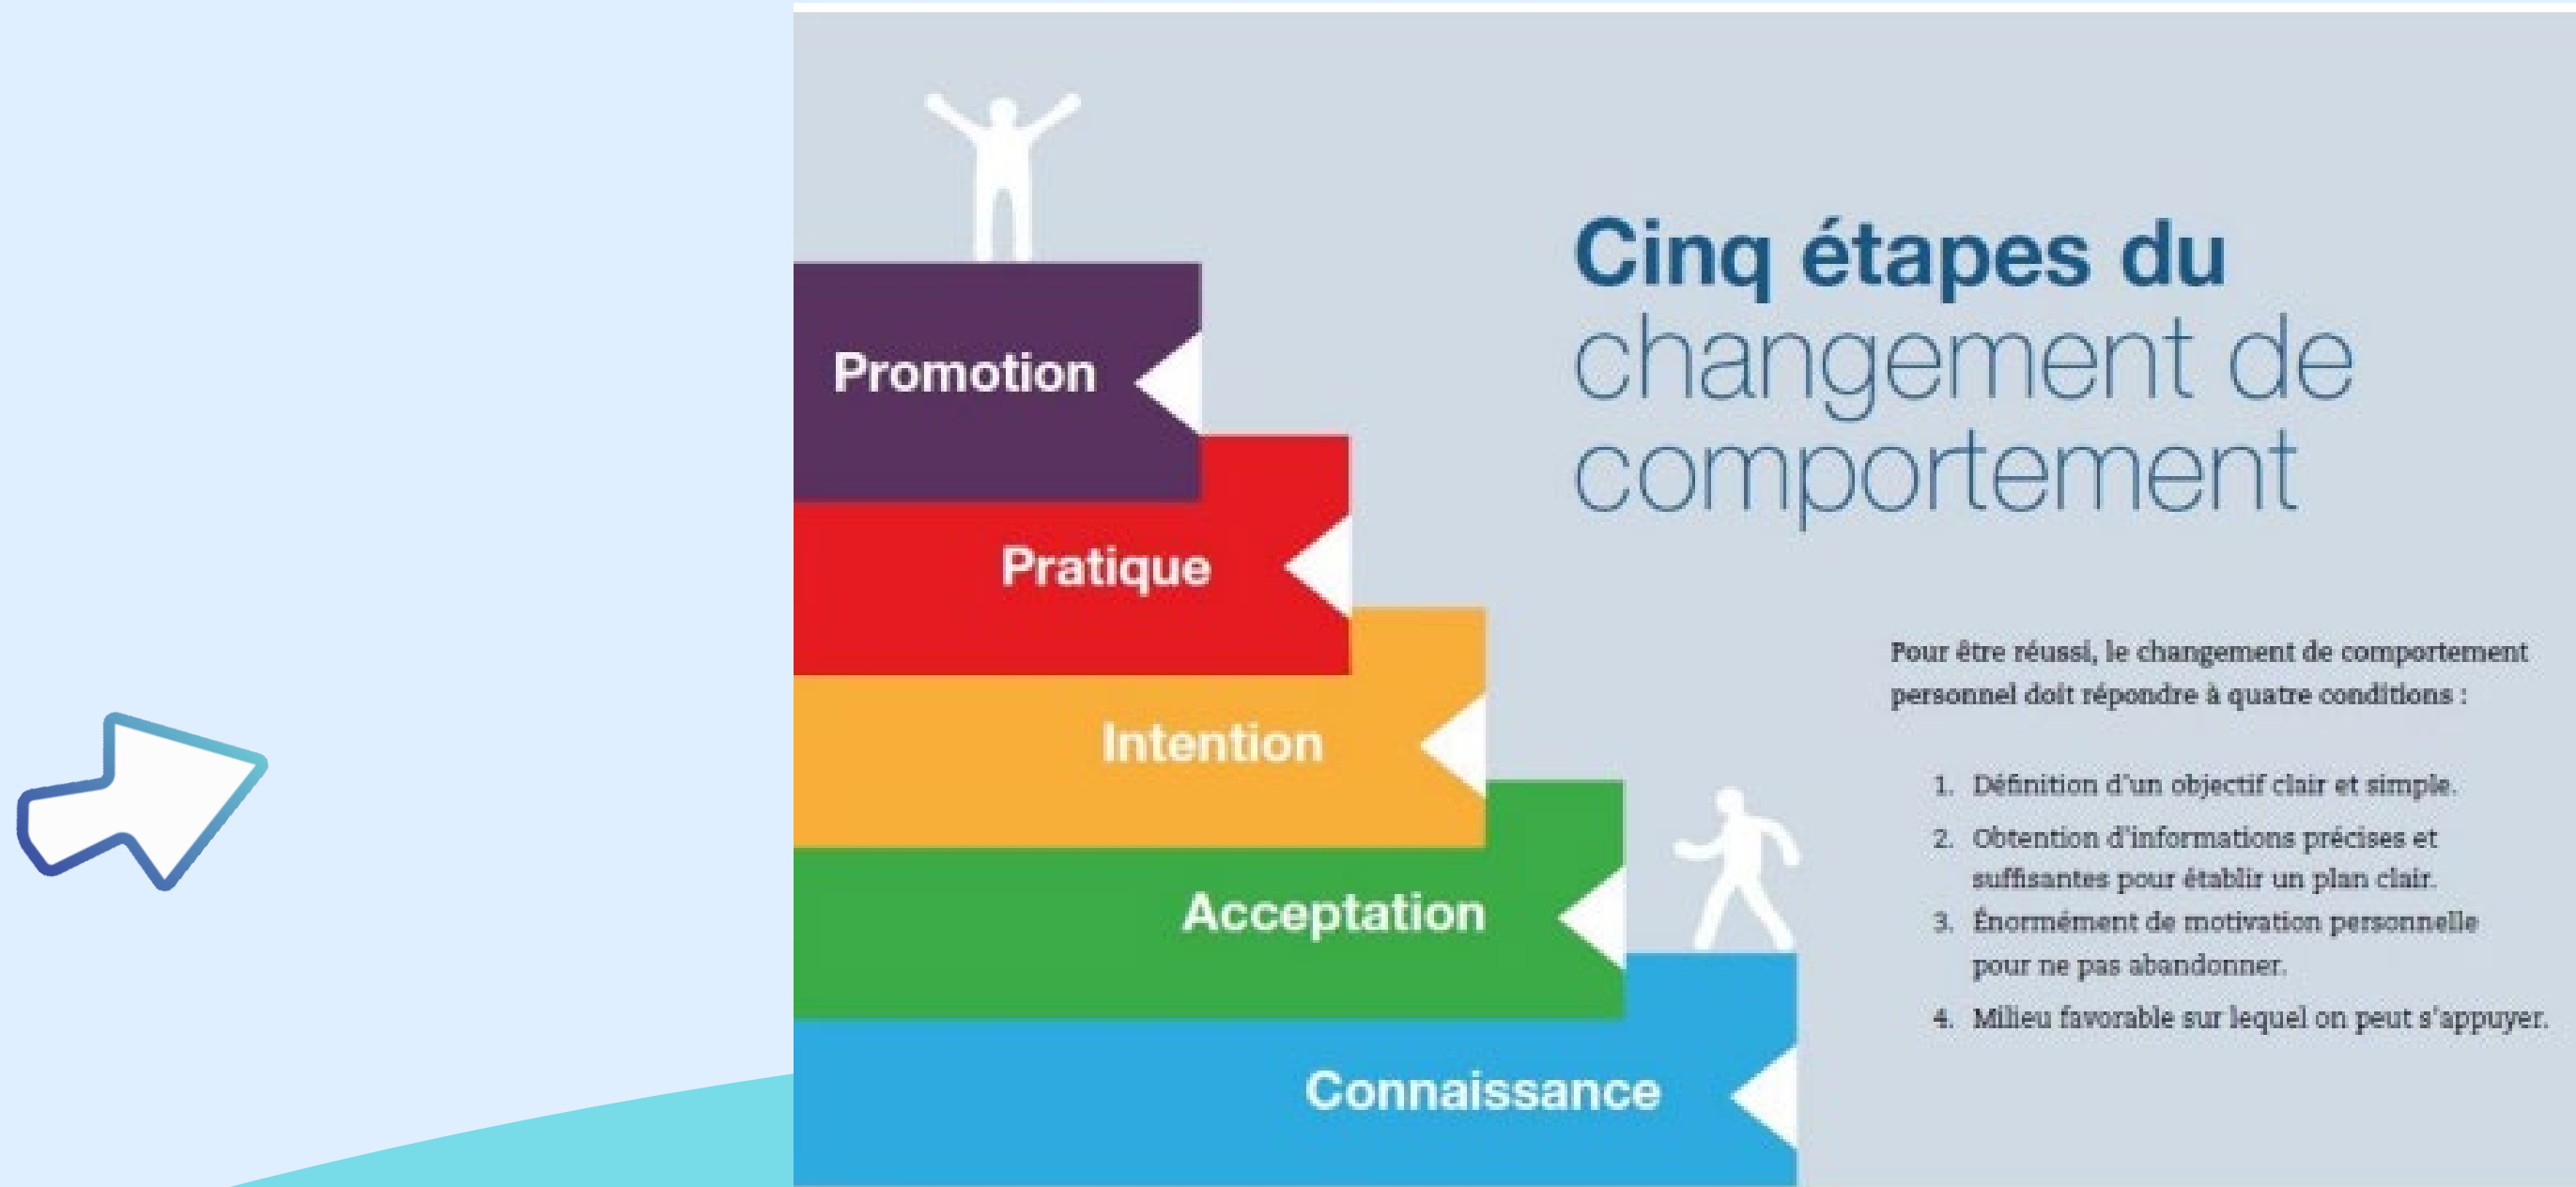 Cinq étapes du
changement de
comportement
Promotion
Pratique
Intention
Acceptation
Connaissance
Pour être réussi, le changement de comportement
personnel doit répondre à quatre conditions :
1. Définition d'un objectif clair et simple.
2. Obtention d'informations précises et
suffisantes pour établir un plan clair.
3. Énormément de motivation personnelle
pour ne pas abandonner.
4. Milieu favorable sur lequel on peut s'appuyer.